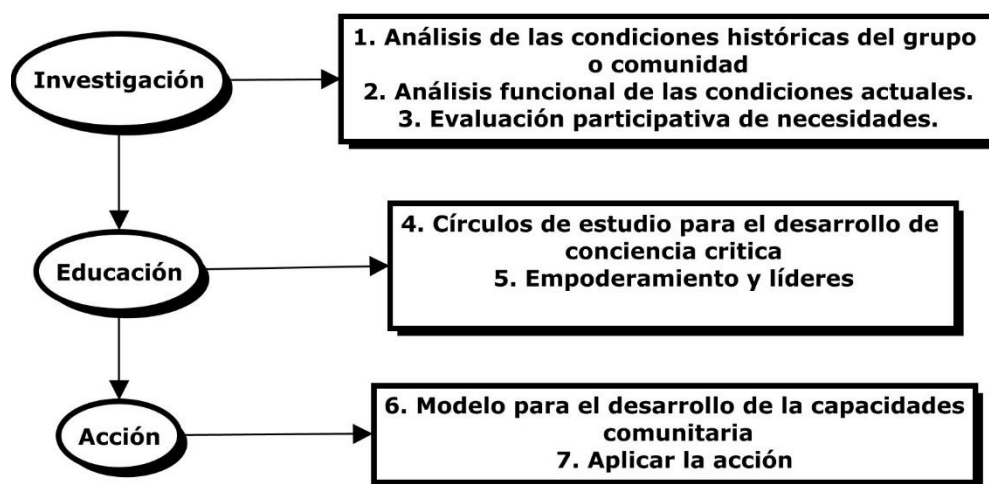 Investigación
1. Análisis de las condiciones históricas del grupo
o comunidad
2. Análisis funcional de las condiciones actuales.
3. Evaluación participativa de necesidades.
Educación
4. Círculos de estudio para el desarrollo de
conciencia critica
5. Empoderamiento y líderes
Acción
6. Modelo para el desarrollo de la capacidades
comunitaria
7. Aplicar la acción